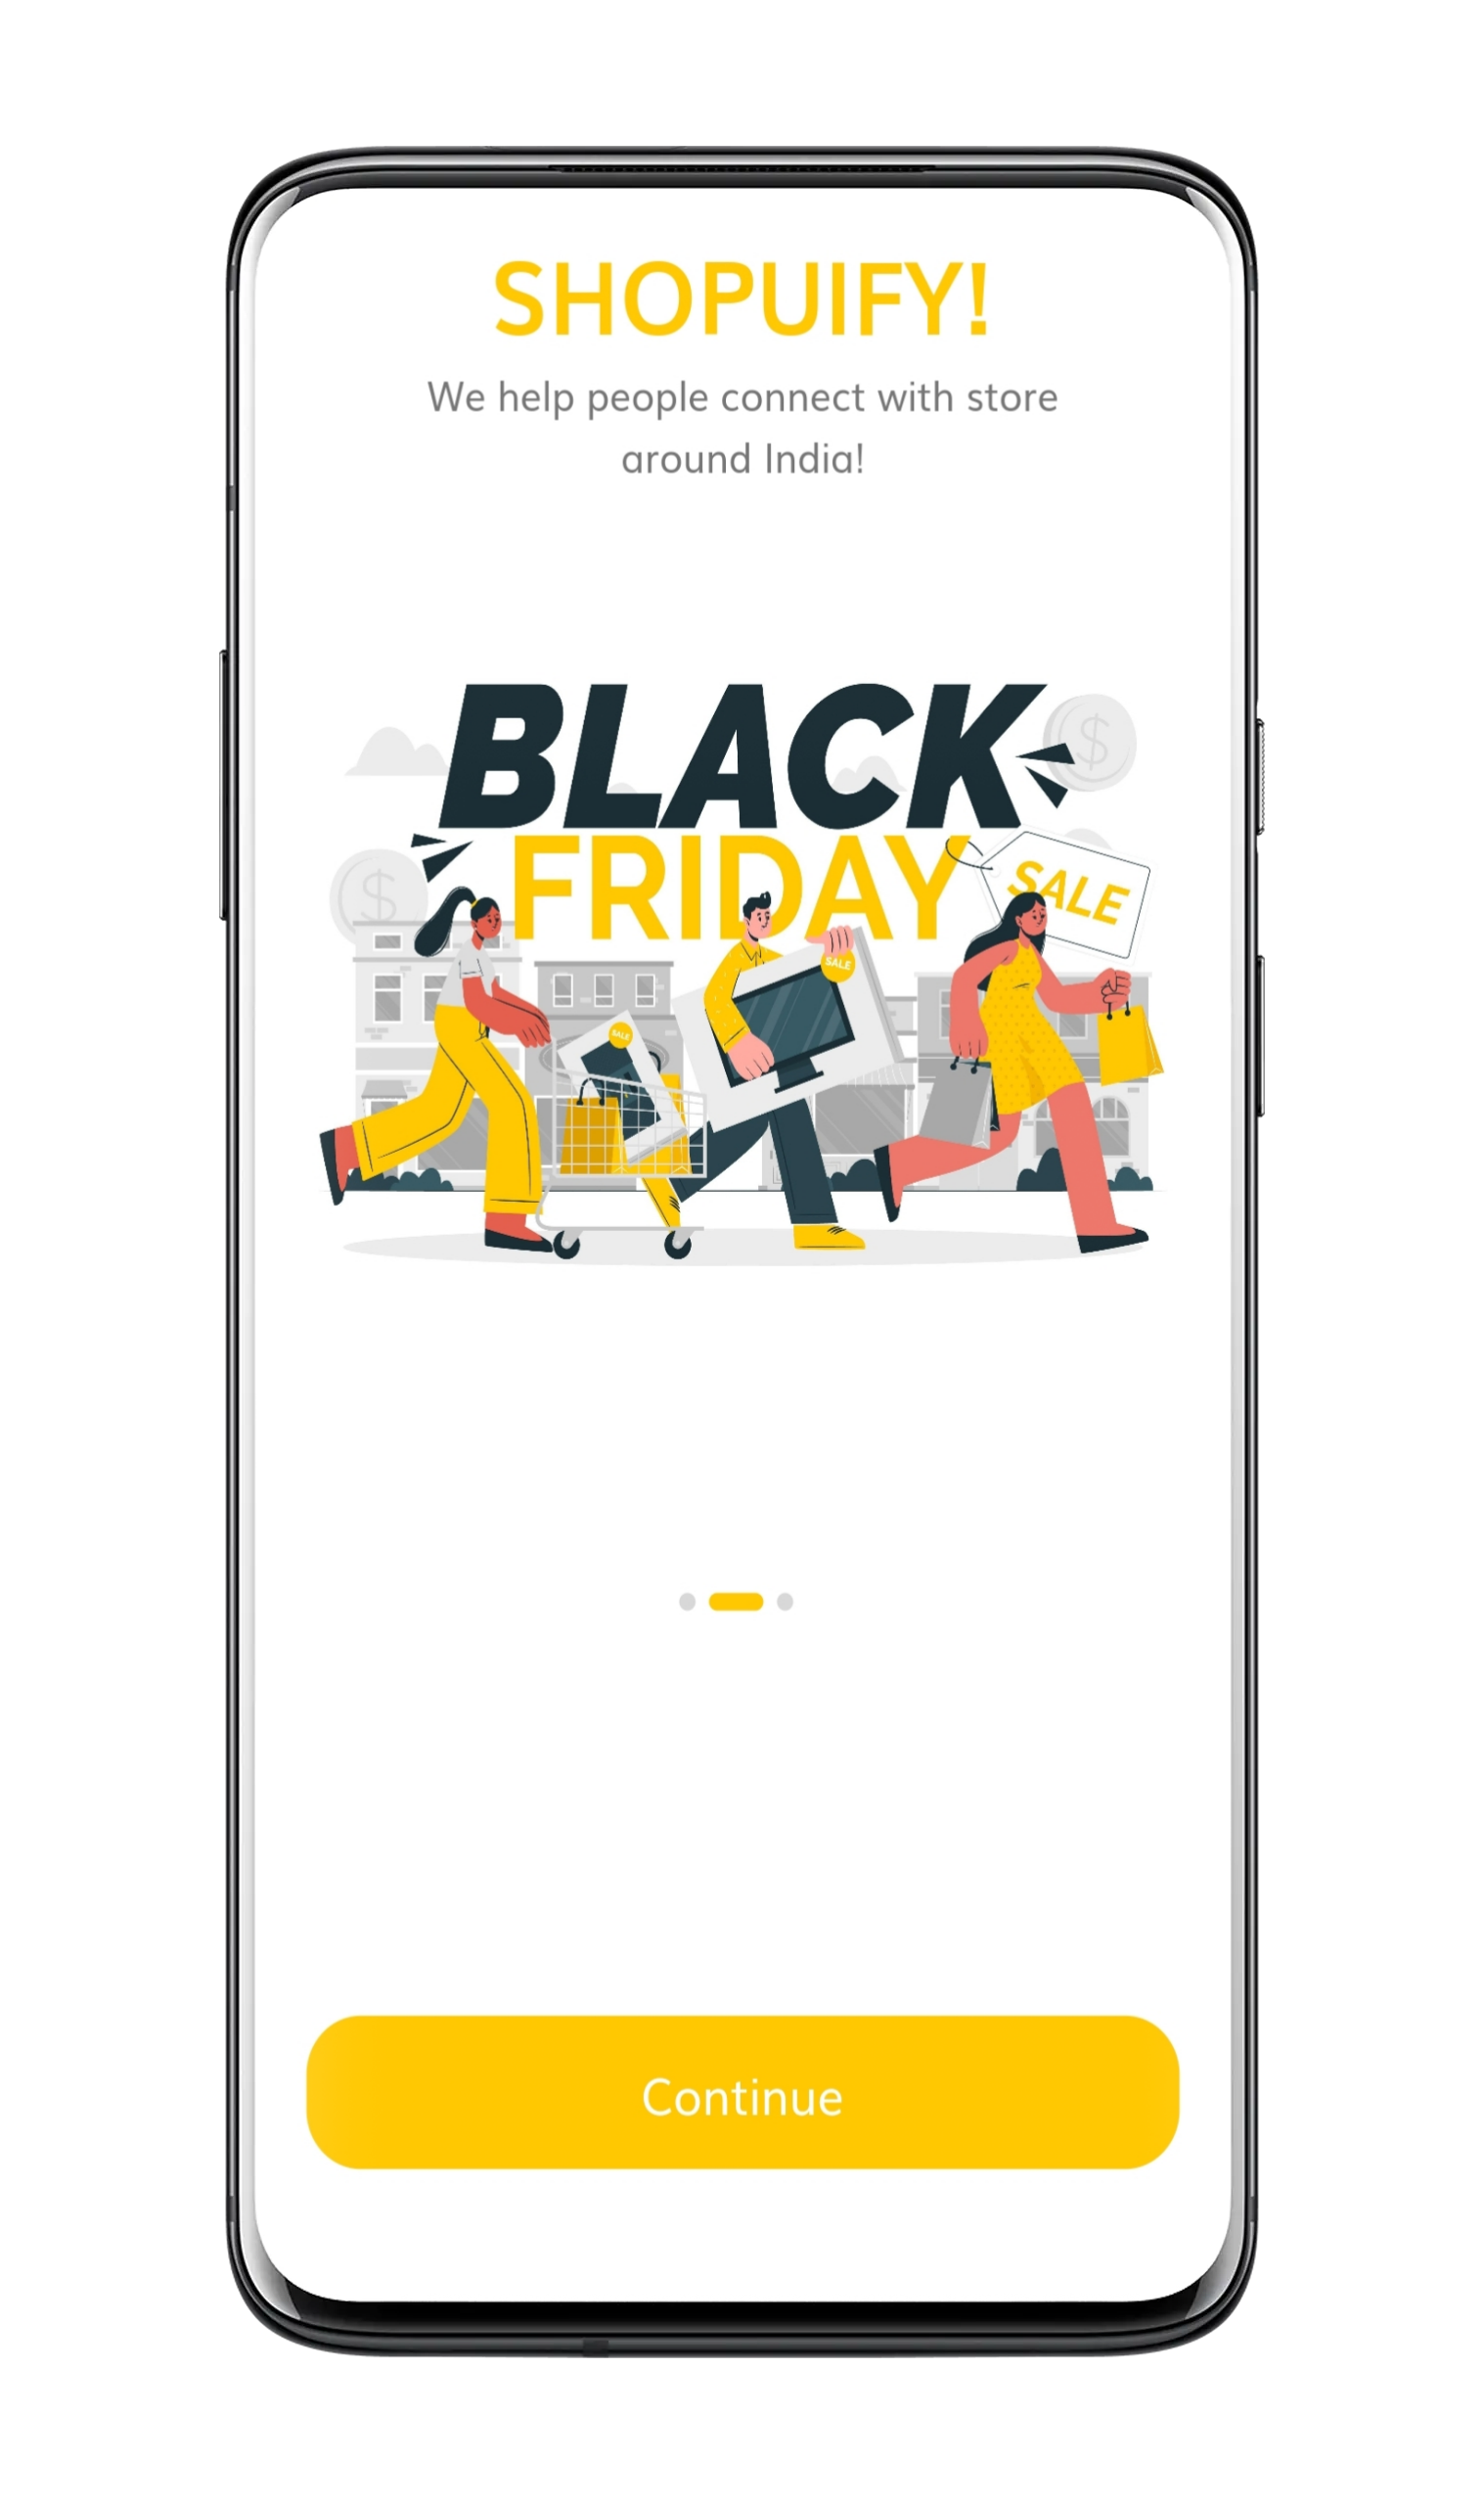 SHOPUIFY!
We help people connect with store
around India!
BLACK
FRIDAY
SALE
SALE
SALE
$
$
Continue